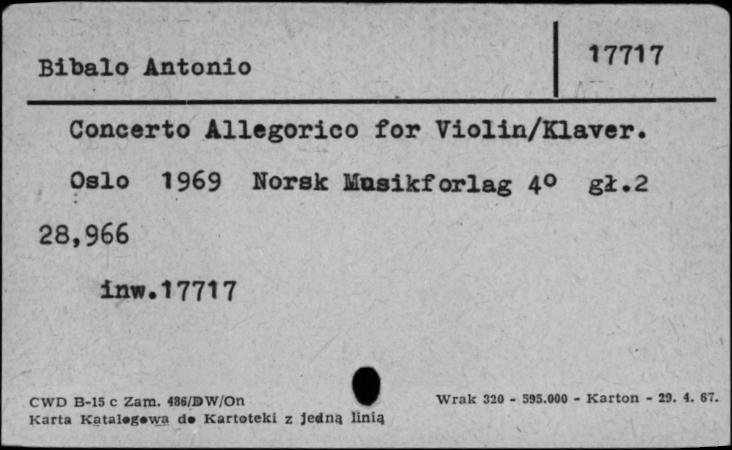 Bibalo Antonio
17717
Concerto Allegorico for Violin/Klaver.
Oslo 1969 Norsk Musikforlag 4º gł.2
28,966
inw.17717
CWD B-15 c Zam. 486/DW/On
Wrak 320 - 595.000 - Karton - 29. 4. 67.
Karta Katalogowa do Kartoteki z jedną linią